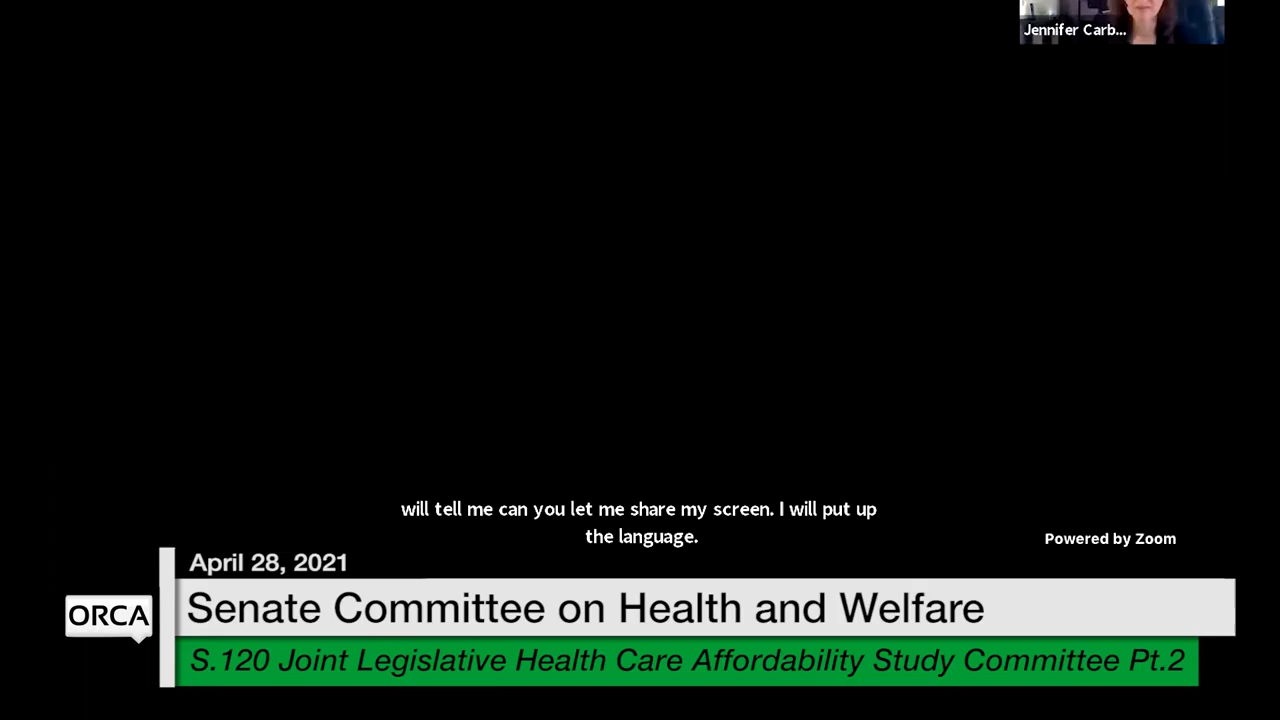 Jennifer Carb...
will tell me can you let me share my screen. I will put up
the language.
Powered by Zoom
April 28, 2021
Senate Committee on Health and Welfare
ORCA
S.120 Joint Legislative Health Care Affordability Study Committee Pt.2